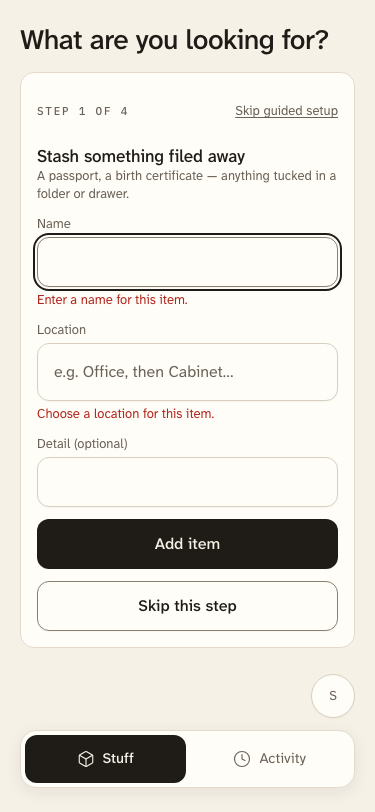 What are you looking for?
STEP 1 OF 4
Skip guided setup
Stash something filed away
A passport, a birth certificate — anything tucked in a
folder or drawer.
Name
Enter a name for this item.
Location
e.g. Office, then Cabinet...
Choose a location for this item.
Detail (optional)
Add item
Skip this step
S
Stuff
Activity